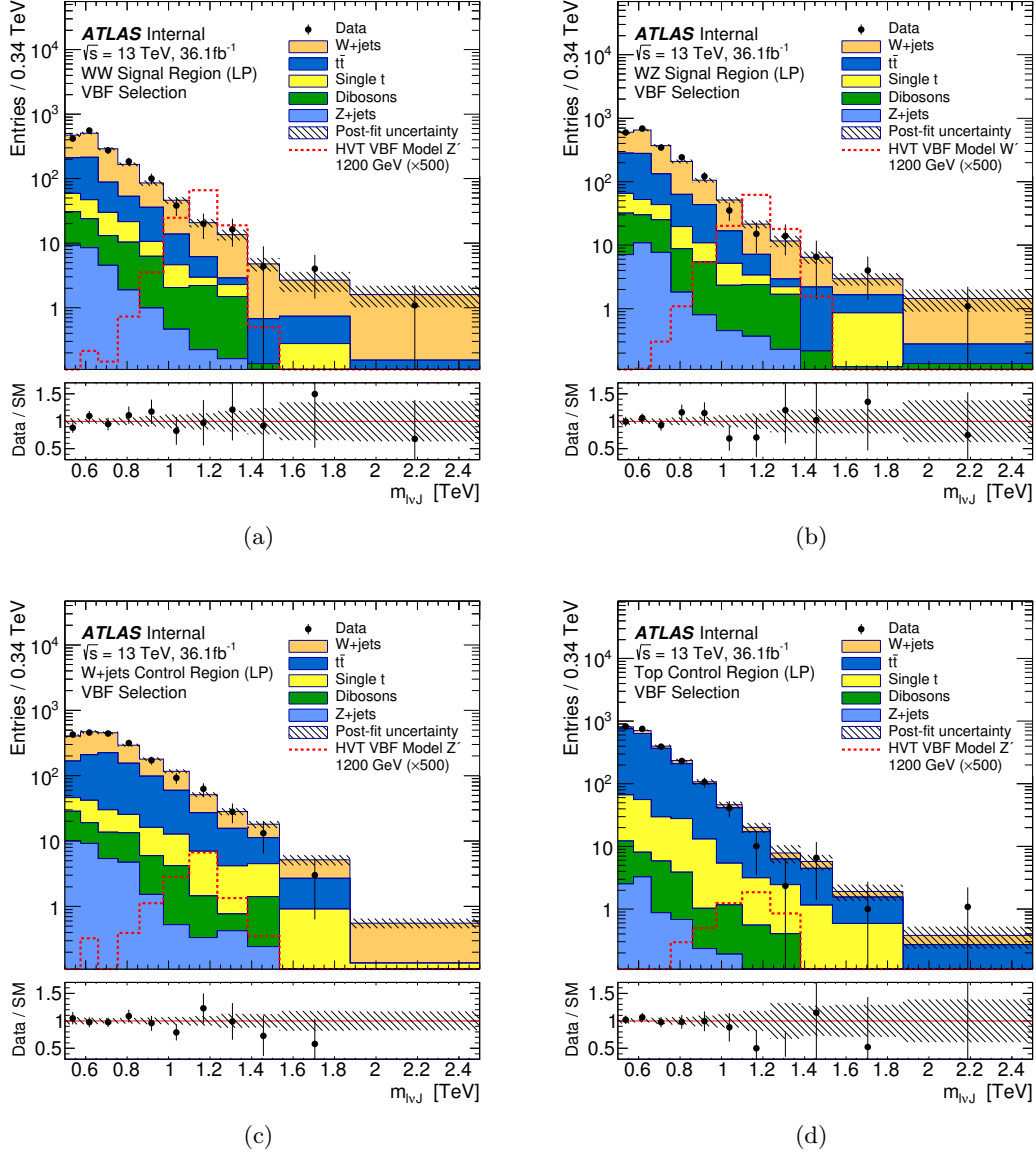 Entries / 0.34 TeV
10⁴
10³
10²
10
1
ATLAS Internal
√s = 13 TeV, 36.1fb⁻¹
WW Signal Region (LP)
VBF Selection
Data
W+jets
tt̄
Single t
Dibosons
Z+jets
Post-fit uncertainty
HVT VBF Model Z′
1200 GeV (×500)
Data / SM
1.5
1
0.5
0.6 0.8 1 1.2 1.4 1.6 1.8 2 2.2 2.4
m_lνJ [TeV]
(a)
Entries / 0.34 TeV
10⁴
10³
10²
10
1
ATLAS Internal
√s = 13 TeV, 36.1fb⁻¹
WZ Signal Region (LP)
VBF Selection
Data
W+jets
tt̄
Single t
Dibosons
Z+jets
Post-fit uncertainty
HVT VBF Model W′
1200 GeV (×500)
Data / SM
1.5
1
0.5
0.6 0.8 1 1.2 1.4 1.6 1.8 2 2.2 2.4
m_lνJ [TeV]
(b)
Entries / 0.34 TeV
10⁴
10³
10²
10
1
ATLAS Internal
√s = 13 TeV, 36.1fb⁻¹
W+jets Control Region (LP)
VBF Selection
Data
W+jets
tt̄
Single t
Dibosons
Z+jets
Post-fit uncertainty
HVT VBF Model Z′
1200 GeV (×500)
Data / SM
1.5
1
0.5
0.6 0.8 1 1.2 1.4 1.6 1.8 2 2.2 2.4
m_lνJ [TeV]
(c)
Entries / 0.34 TeV
10⁴
10³
10²
10
1
ATLAS Internal
√s = 13 TeV, 36.1fb⁻¹
Top Control Region (LP)
VBF Selection
Data
W+jets
tt̄
Single t
Dibosons
Z+jets
Post-fit uncertainty
HVT VBF Model Z′
1200 GeV (×500)
Data / SM
1.5
1
0.5
0.6 0.8 1 1.2 1.4 1.6 1.8 2 2.2 2.4
m_lνJ [TeV]
(d)